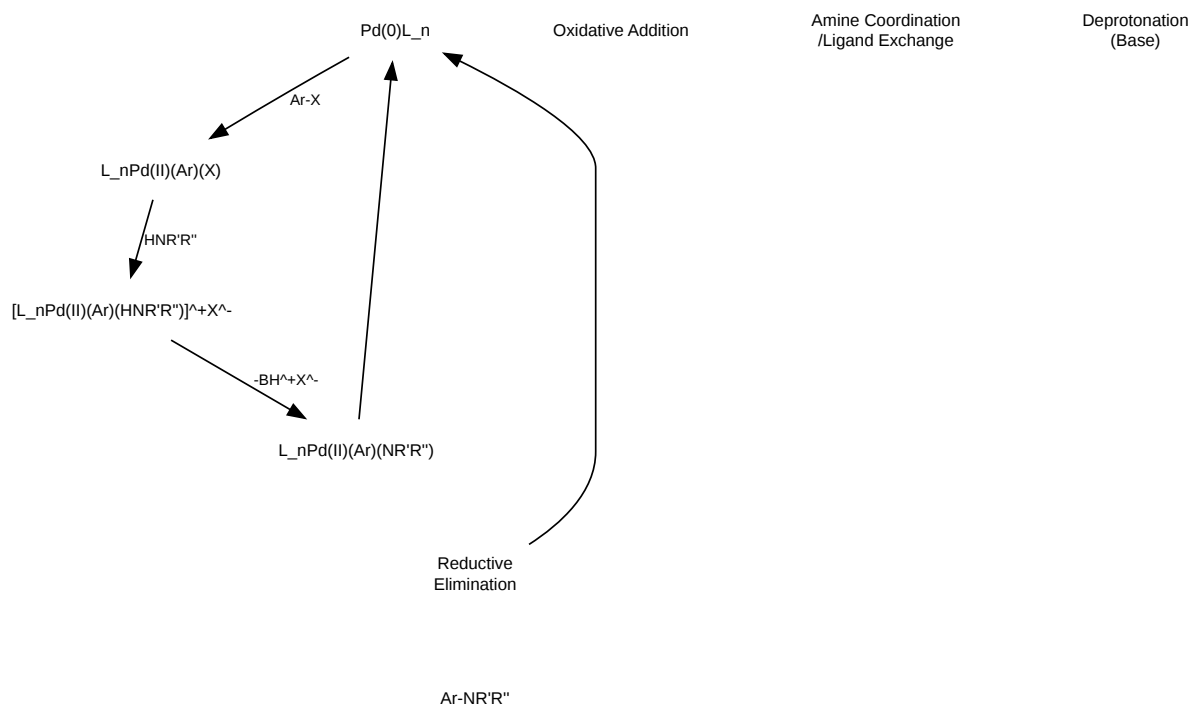 Pd(0)L_n
Oxidative Addition
Amine Coordination
/Ligand Exchange
Deprotonation
(Base)
Ar-X
L_nPd(II)(Ar)(X)
HNR'R"
[L_nPd(II)(Ar)(HNR'R")]^+X^-
-BH^+X^-
L_nPd(II)(Ar)(NR'R")
Reductive
Elimination
Ar-NR'R"